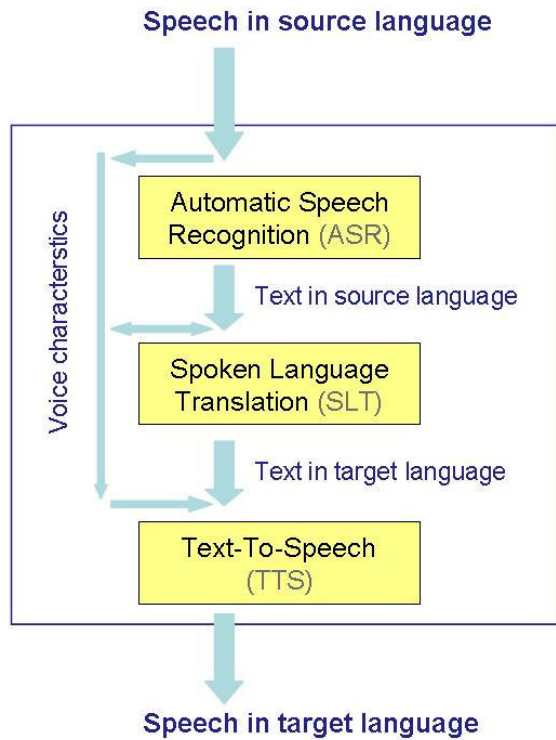 Speech in source language
Automatic Speech
Recognition (ASR)
Text in source language
Voice characterstics
Spoken Language
Translation (SLT)
Text in target language
Text-To-Speech
(TTS)
Speech in target language